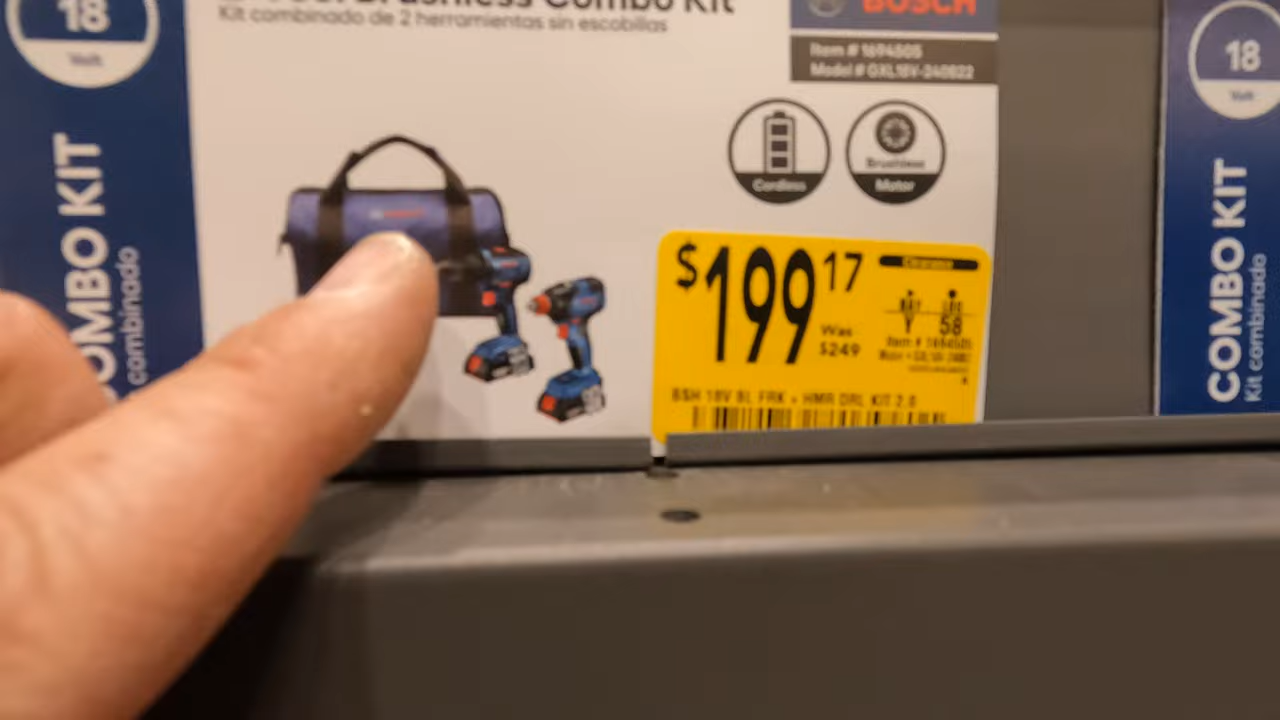 18
Volt
COMBO KIT
combinado
Brushless Combo Kit
Kit combinado de 2 herramientas sin escobillas
BOSCH
Item # 1694505
Model # GXL18V-240B22
Cordless
Brushless
Motor
$199 17
Clearance
Was
$249
BAY
LOC
Y
58
BSH 18V BL FRK + HMR DRL KIT 2.0
18
Volt
COMBO KIT
Kit combinado